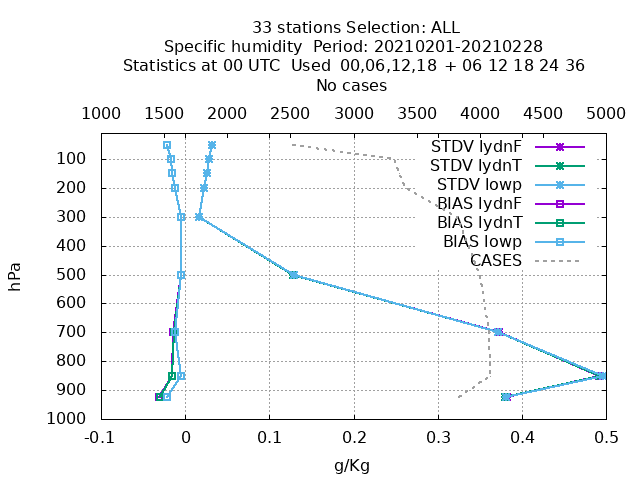 33 stations Selection: ALL
Specific humidity  Period: 20210201-20210228
Statistics at 00 UTC  Used  00,06,12,18  + 06 12 18 24 36
No cases
1000 1500 2000 2500 3000 3500 4000 4500 5000
STDV lydnF
STDV lydnT
STDV lowp
BIAS lydnF
BIAS lydnT
BIAS lowp
CASES
hPa
100
200
300
400
500
600
700
800
900
1000
-0.1 0 0.1 0.2 0.3 0.4 0.5
g/Kg